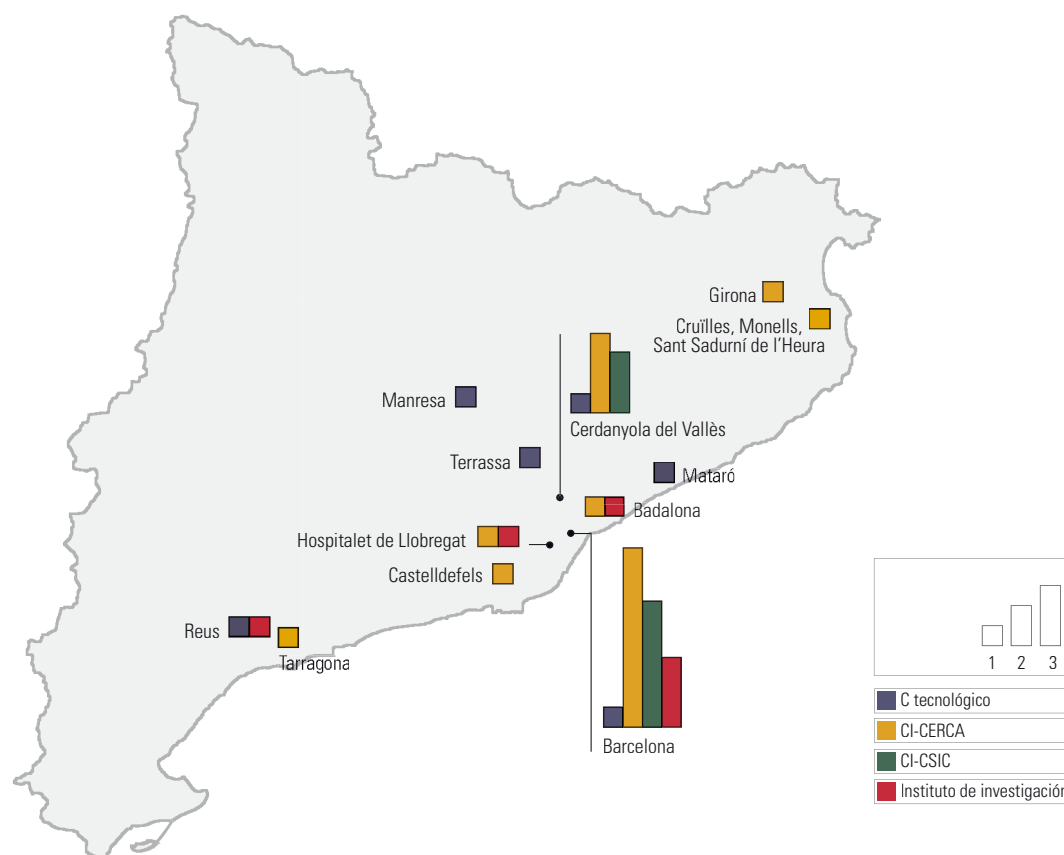 Girona
Cruïlles, Monells,
Sant Sadurní de l'Heura
Manresa
Cerdanyola del Vallès
Terrassa
Mataró
Badalona
Hospitalet de Llobregat
Castelldefels
Reus
Tarragona
Barcelona
1 2 3
C tecnológico
CI-CERCA
CI-CSIC
Instituto de investigación